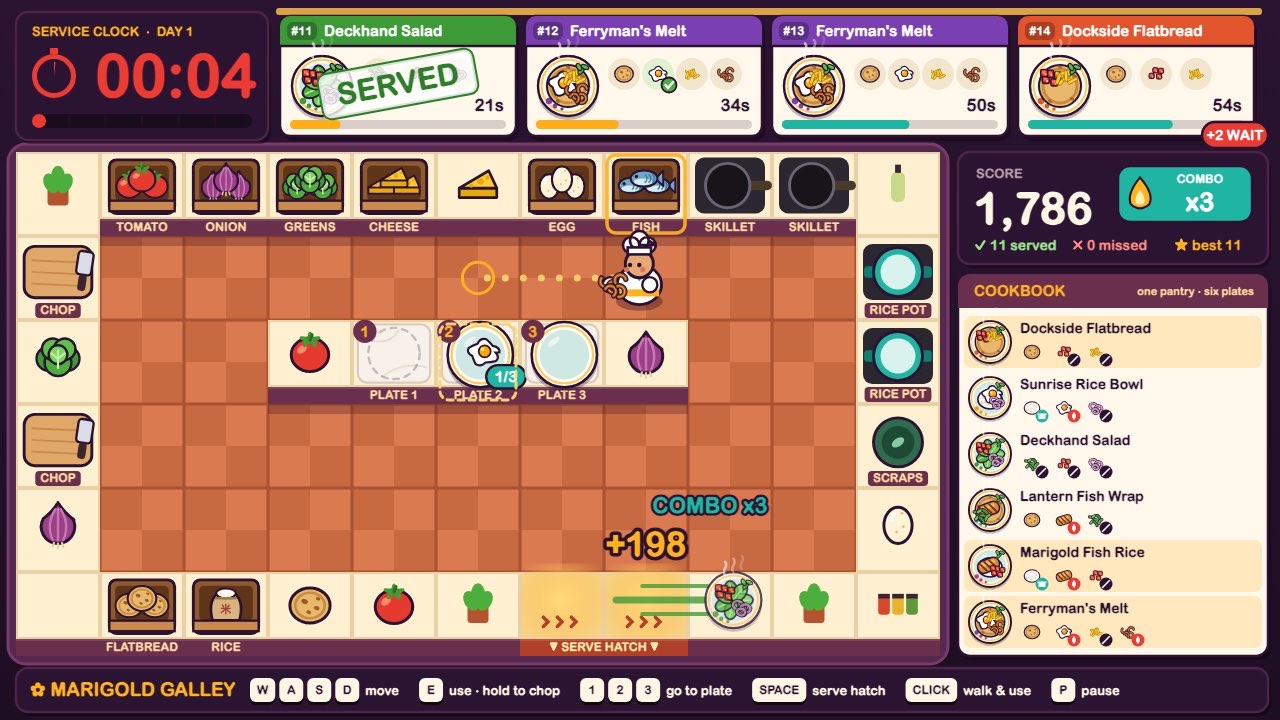 SERVICE CLOCK · DAY 1
00:04
#11 Deckhand Salad
SERVED
21s
#12 Ferryman's Melt
34s
#13 Ferryman's Melt
50s
#14 Dockside Flatbread
54s
+2 WAIT
SCORE
1,786
COMBO
x3
✓ 11 served
✕ 0 missed
★ best 11
COOKBOOK
one pantry · six plates
Dockside Flatbread
Sunrise Rice Bowl
Deckhand Salad
Lantern Fish Wrap
Marigold Fish Rice
Ferryman's Melt
TOMATO
ONION
GREENS
CHEESE
EGG
FISH
SKILLET
SKILLET
CHOP
RICE POT
1
2
3
1/3
PLATE 1
PLATE 2
PLATE 3
RICE POT
CHOP
SCRAPS
COMBO x3
+198
米
FLATBREAD
RICE
▼ SERVE HATCH ▼
✿ MARIGOLD GALLEY
W A S D move
E use · hold to chop
1 2 3 go to plate
SPACE serve hatch
CLICK walk & use
P pause